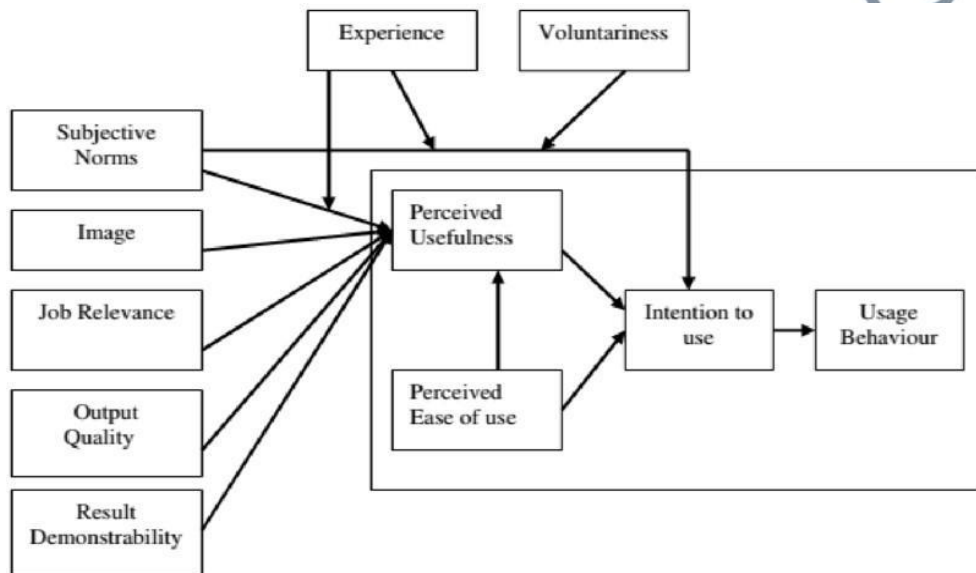 Experience
Voluntariness
Subjective
Norms
Image
Job Relevance
Output
Quality
Result
Demonstrability
Perceived
Usefulness
Perceived
Ease of use
Intention to
use
Usage
Behaviour